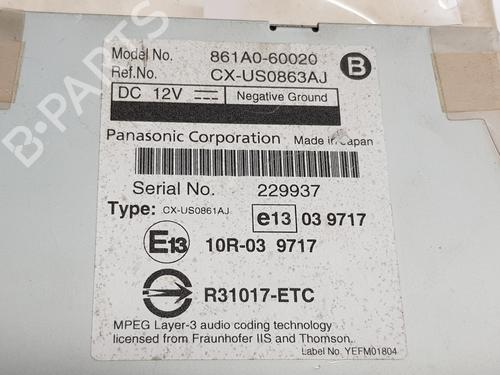 Model No. 861A0-60020 B
Ref.No. CX-US0863AJ
DC 12V Negative Ground
Panasonic Corporation Made in Japan
Serial No. 229937
Type: CX-US0861AJ e13 03 9717
E13 10R-03 9717
R31017-ETC
MPEG Layer-3 audio coding technology
licensed from Fraunhofer IIS and Thomson.
Label No. YEFM01804
B-PARTS